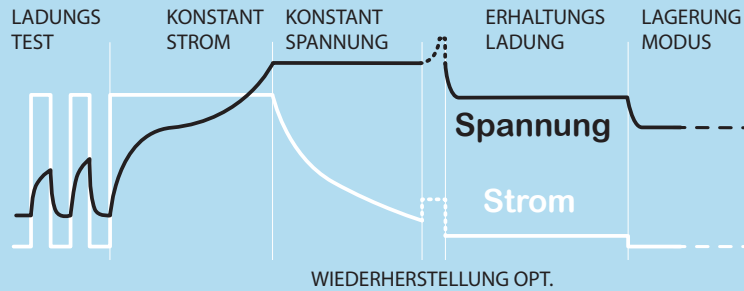 LADUNGS
TEST
KONSTANT
STROM
KONSTANT
SPANNUNG
ERHALTUNGS
LADUNG
LAGERUNG
MODUS
Spannung
Strom
WIEDERHERSTELLUNG OPT.